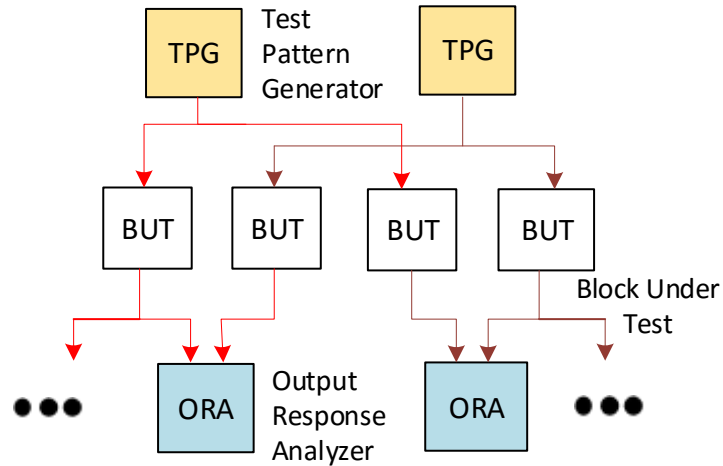 TPG
Test
Pattern
Generator
TPG
BUT
BUT
BUT
BUT
Block Under
Test
ORA
Output
Response
Analyzer
ORA